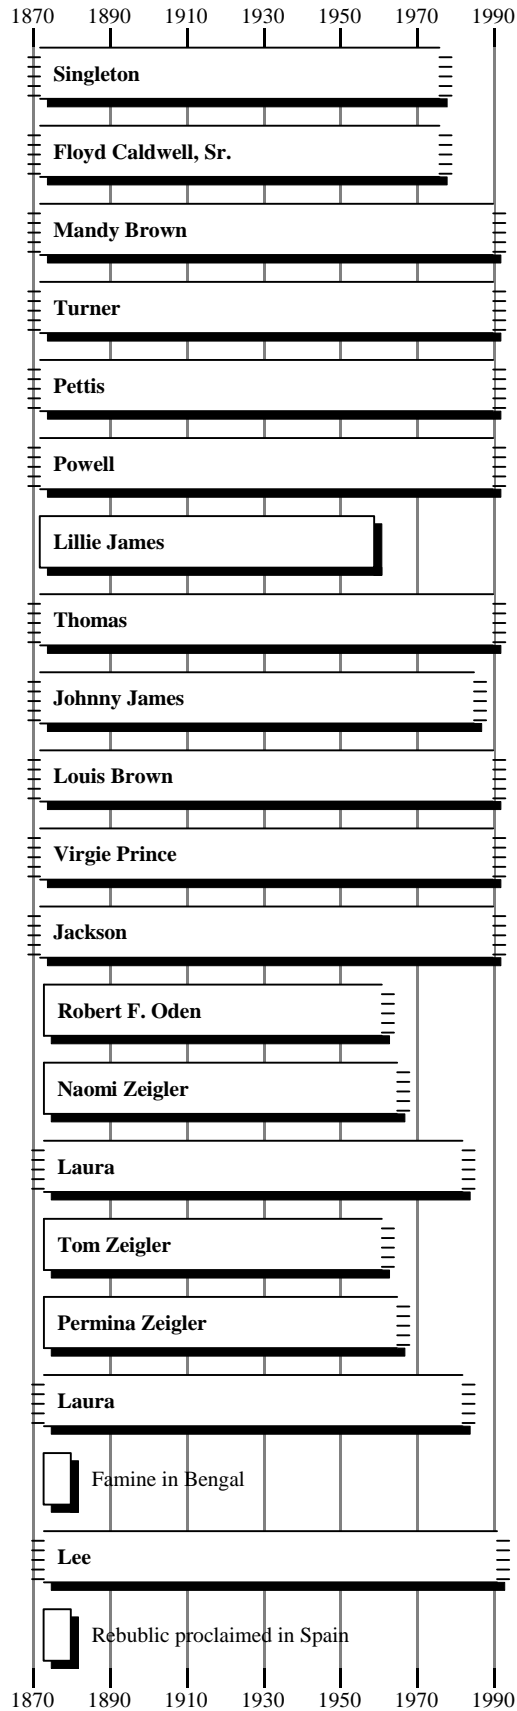 1870 1890 1910 1930 1950 1970 1990
Singleton
Floyd Caldwell, Sr.
Mandy Brown
Turner
Pettis
Powell
Lillie James
Thomas
Johnny James
Louis Brown
Virgie Prince
Jackson
Robert F. Oden
Naomi Zeigler
Laura
Tom Zeigler
Permina Zeigler
Laura
Famine in Bengal
Lee
Rebublic proclaimed in Spain
1870 1890 1910 1930 1950 1970 1990